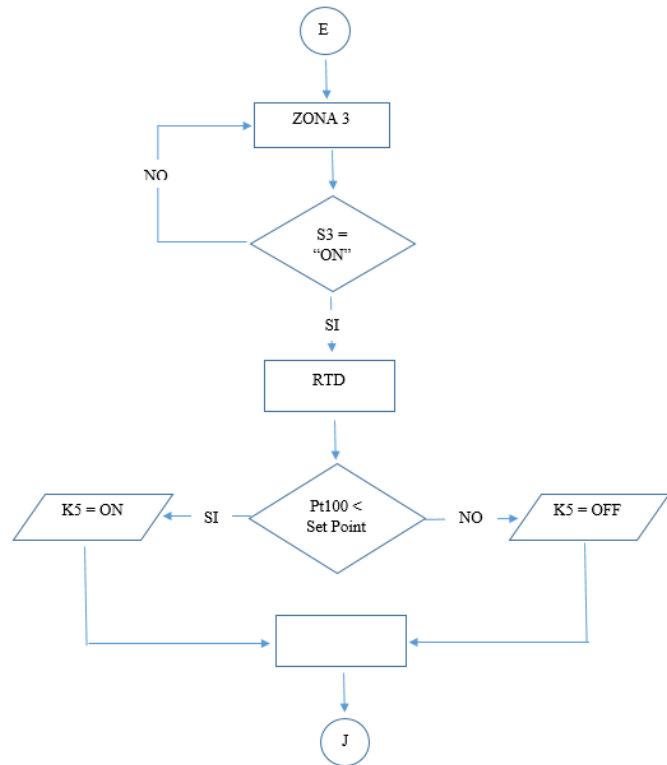 E
ZONA 3
NO
S3 =
“ON”
SI
RTD
Pt100 <
Set Point
K5 = ON
SI
NO
K5 = OFF
J